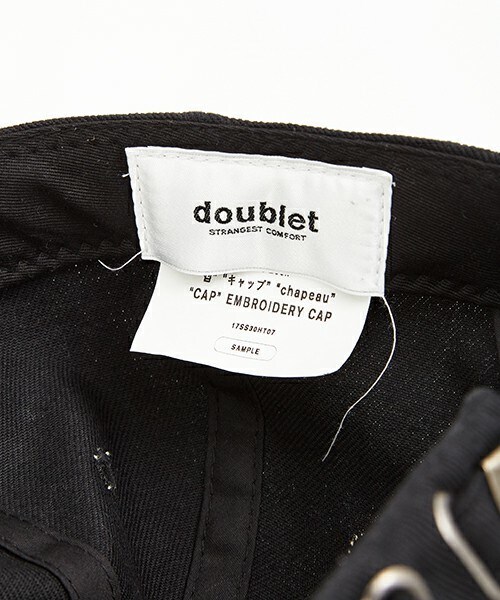 doublet
STRANGEST COMFORT
"キャップ" "chapeau"
"CAP" EMBROIDERY CAP
17SS30HT07
SAMPLE